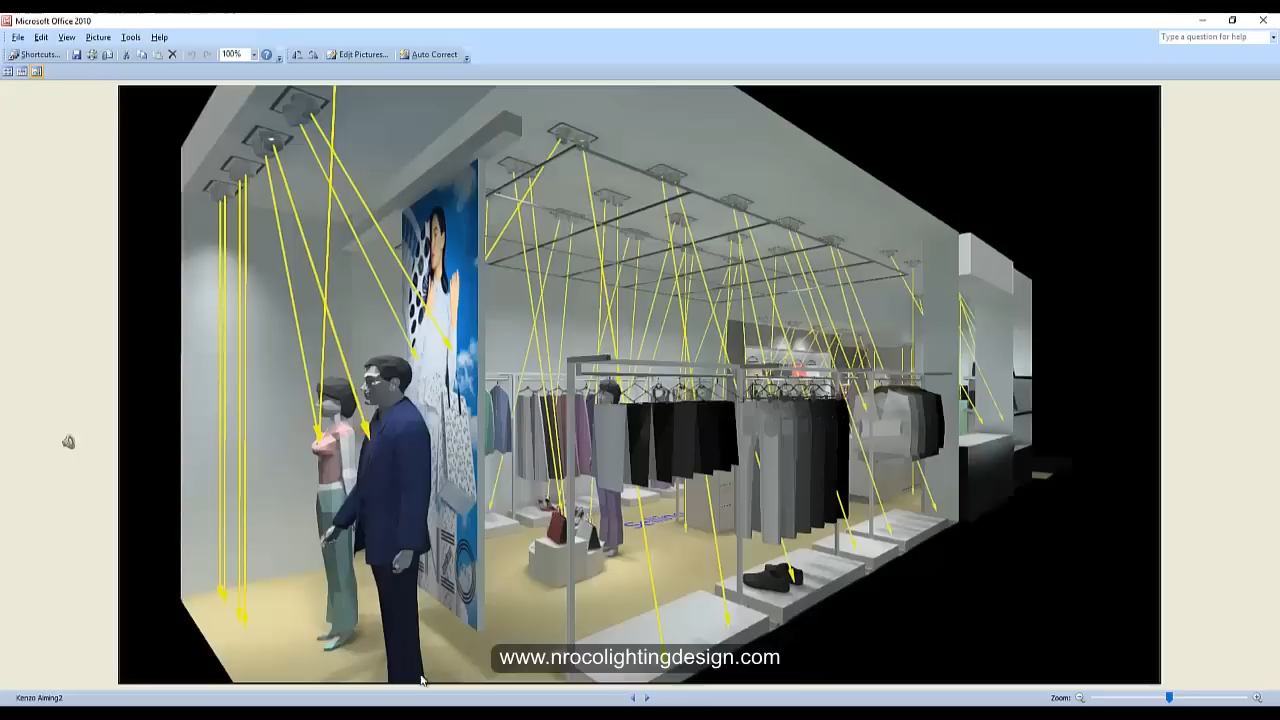 Microsoft Office 2010
File Edit View Picture Tools Help
Type a question for help
Shortcuts...
100%
Edit Pictures...
Auto Correct
www.nrocolightingdesign.com
Kenzo Aiming2
Zoom: